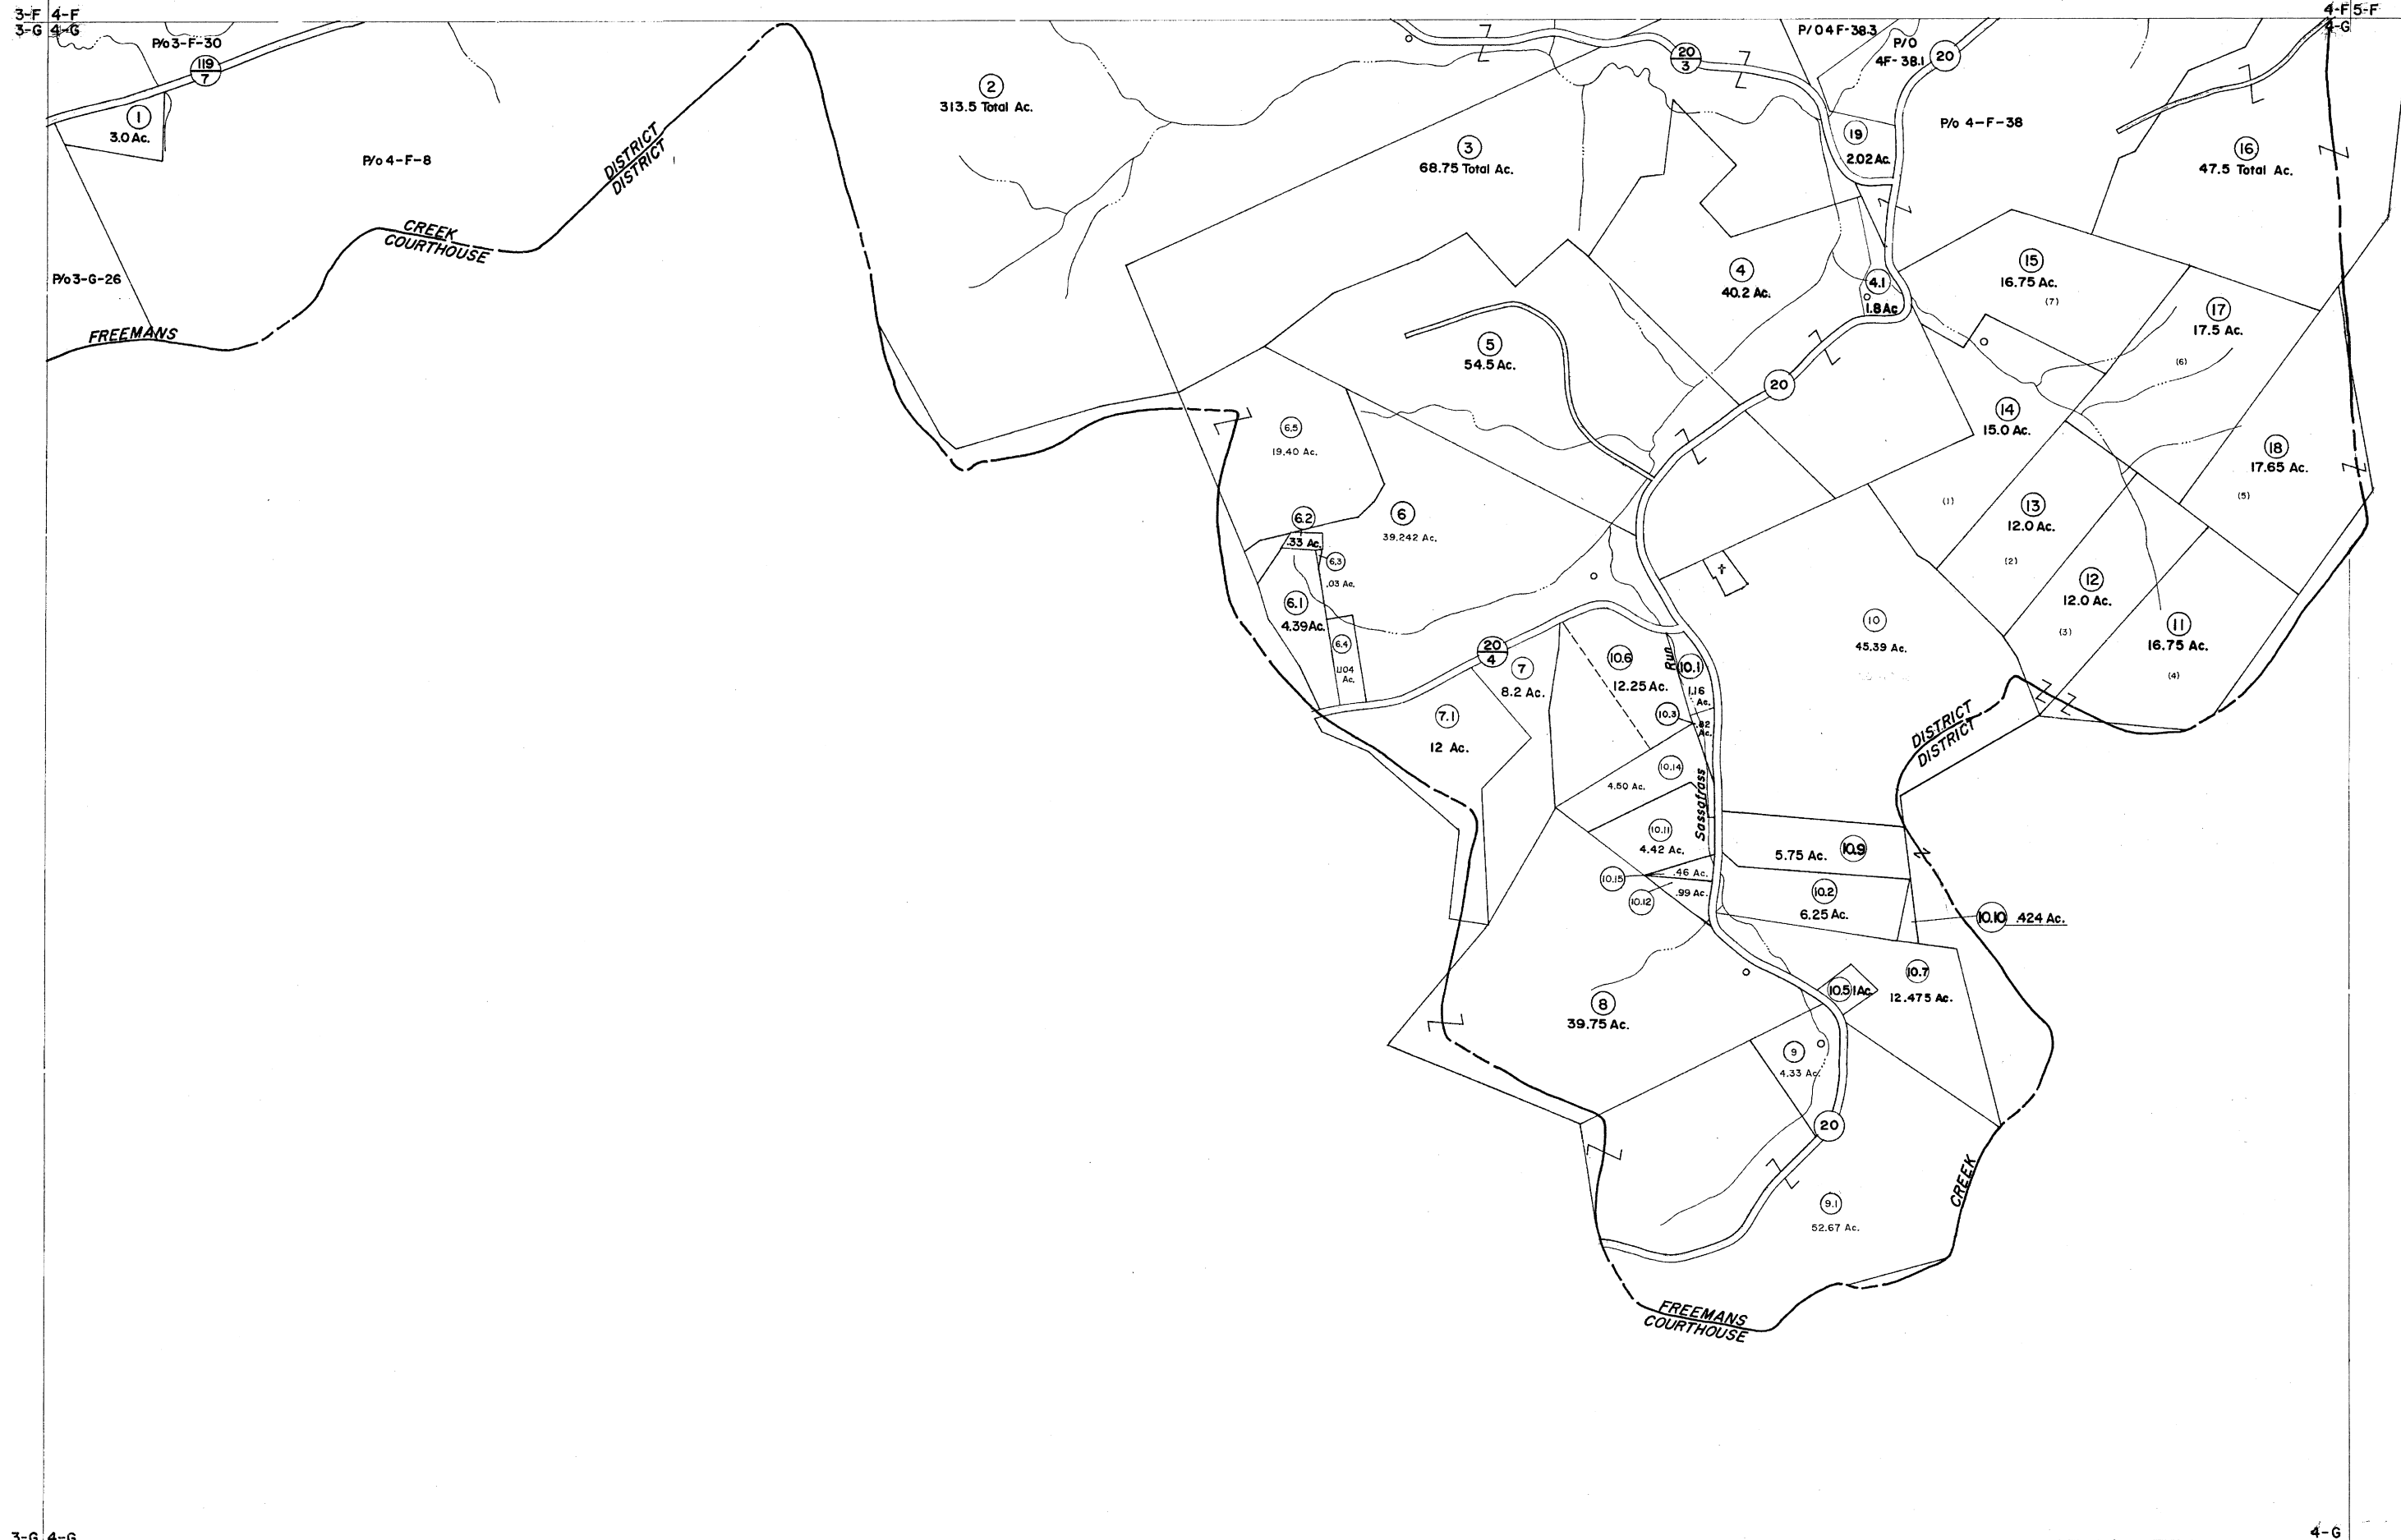 3-F 4-F
3-G 4-G
4-F 5-F
4-G
P/o 3-F-30
119
7
1
3.0 Ac.
P/o 4-F-8
P/o 3-G-26
FREEMANS
CREEK
COURTHOUSE
DISTRICT
DISTRICT
2
313.5 Total Ac.
20
3
P/O 4F-38.3
P/O
4F-38.1
20
19
2.02 Ac.
P/o 4-F-38
16
47.5 Total Ac.
3
68.75 Total Ac.
4
40.2 Ac.
4.1
1.8 Ac
15
16.75 Ac.
(7)
17
17.5 Ac.
(6)
5
54.5 Ac.
20
14
15.0 Ac.
(1)
18
17.65 Ac.
(5)
6.5
19.40 Ac.
6.2
.33 Ac.
6
39.242 Ac.
6.3
.03 Ac.
13
12.0 Ac.
(2)
12
12.0 Ac.
(3)
11
16.75 Ac.
(4)
6.1
4.39 Ac.
6.4
1.04
Ac.
20
4
7
8.2 Ac.
7.1
12 Ac.
10.6
12.25 Ac.
Run
10.1
1.16
Ac.
10.3
.82
Ac.
10
45.39 Ac.
DISTRICT
DISTRICT
10.14
4.50 Ac.
Sassafrass
10.11
4.42 Ac.
5.75 Ac. 10.9
10.15
.46 Ac.
10.12
.99 Ac.
10.2
6.25 Ac.
10.10 .424 Ac.
10.7
12.475 Ac.
10.5 1 Ac.
8
39.75 Ac.
9
4.33 Ac.
20
CREEK
9.1
52.67 Ac.
FREEMANS
COURTHOUSE
3-G 4-G
4-G